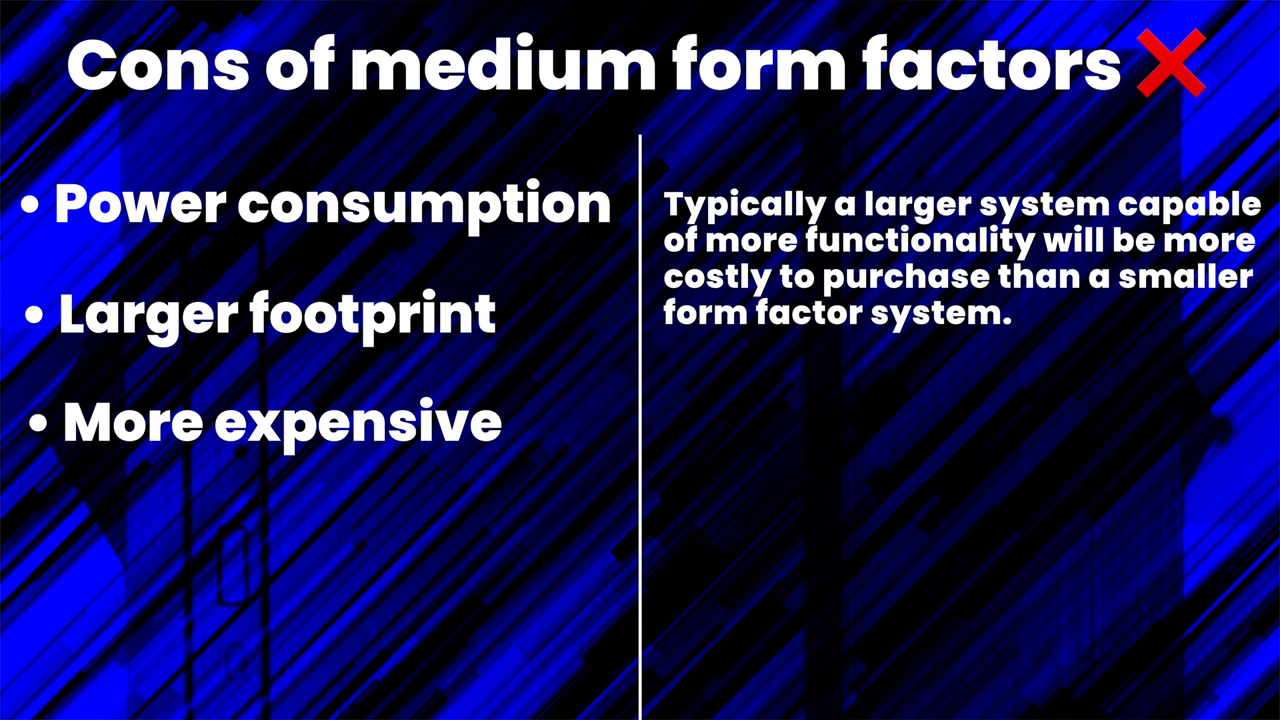 Cons of medium form factors ❌
• Power consumption
• Larger footprint
• More expensive
Typically a larger system capable
of more functionality will be more
costly to purchase than a smaller
form factor system.